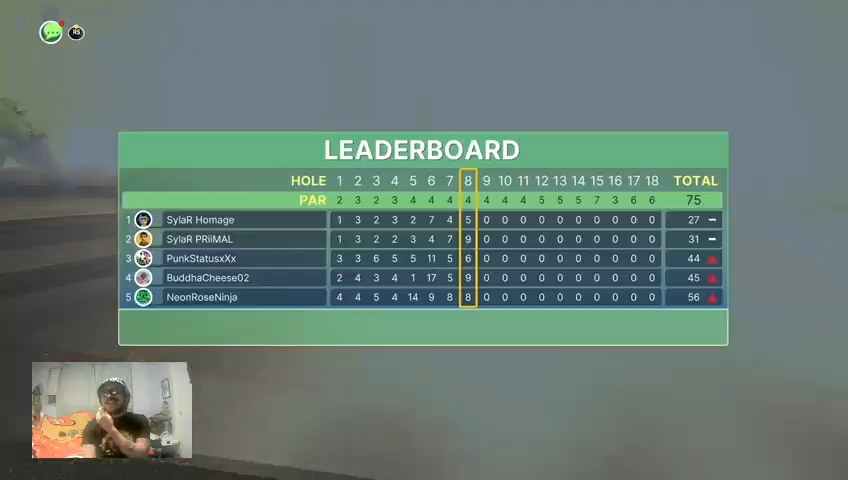 RS
LEADERBOARD
HOLE 1 2 3 4 5 6 7 8 9 10 11 12 13 14 15 16 17 18 TOTAL
PAR 2 3 2 3 4 4 4 4 4 4 4 5 5 5 7 3 6 6 75
1 SylaR Homage 1 3 2 3 2 7 4 5 0 0 0 0 0 0 0 0 0 0 27 –
2 SylaR PRiiMAL 1 3 2 2 3 4 7 9 0 0 0 0 0 0 0 0 0 0 31 –
3 PunkStatusxXx 3 3 6 5 5 11 5 6 0 0 0 0 0 0 0 0 0 0 44
4 BuddhaCheese02 2 4 3 4 1 17 5 9 0 0 0 0 0 0 0 0 0 0 45
5 NeonRoseNinja 4 4 5 4 14 9 8 8 0 0 0 0 0 0 0 0 0 0 56